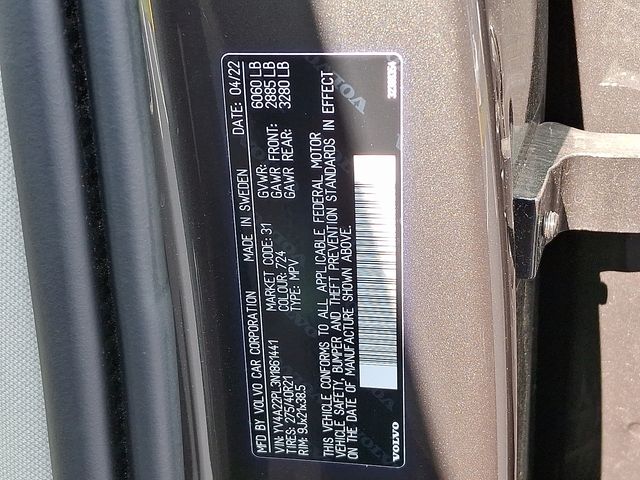 MFD BY VOLVO CAR CORPORATION MADE IN SWEDEN DATE: 04/22
VIN: YV4A22PL3N1861441 MARKET CODE: 31 GVWR: 6060 LB
TIRES: 275/40R21 COLOUR: 724 GAWR FRONT: 2885 LB
RIM: 9Jx21x38.5 TYPE: MPV GAWR REAR: 3280 LB
THIS VEHICLE CONFORMS TO ALL APPLICABLE FEDERAL MOTOR
VEHICLE SAFETY, BUMPER AND THEFT PREVENTION STANDARDS IN EFFECT
ON THE DATE OF MANUFACTURE SHOWN ABOVE.
VOLVO